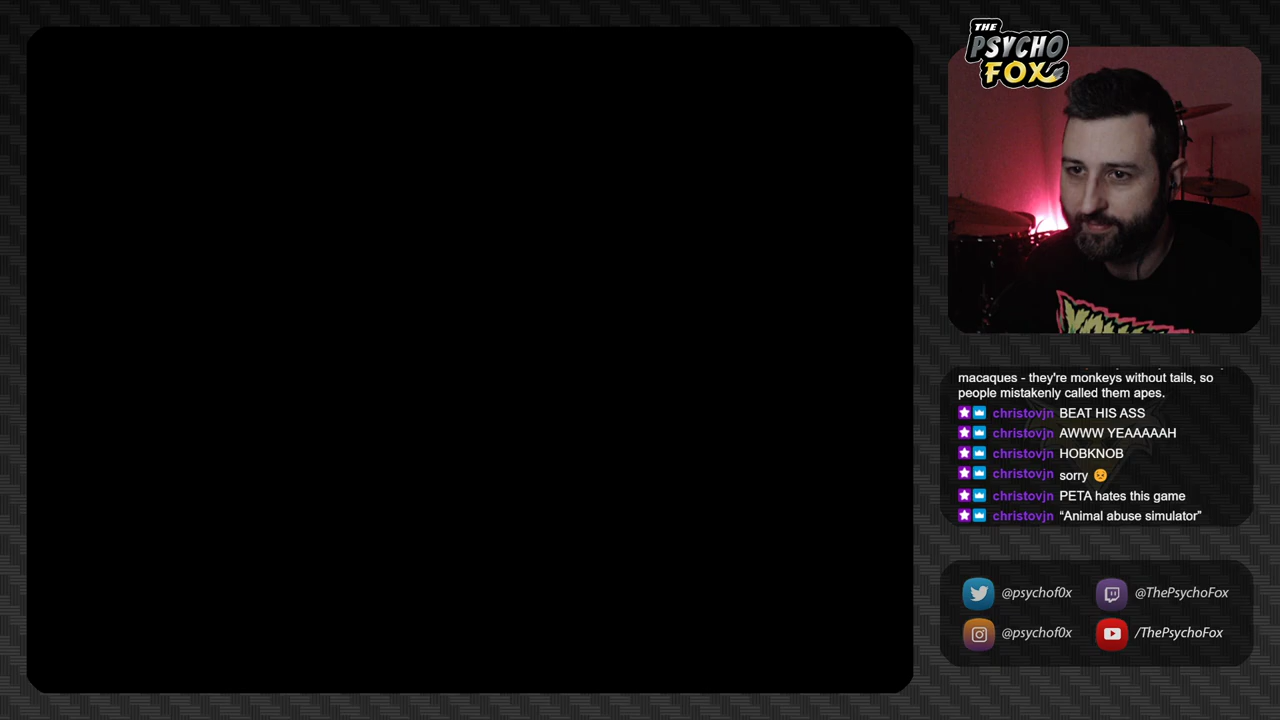 THE
PSYCHO
FOX
macaques - they're monkeys without tails, so
people mistakenly called them apes.
christovjn BEAT HIS ASS
christovjn AWWW YEAAAAAH
christovjn HOBKNOB
christovjn sorry 😣
christovjn PETA hates this game
christovjn “Animal abuse simulator”
@psychof0x
@ThePsychoFox
@psychof0x
/ThePsychoFox